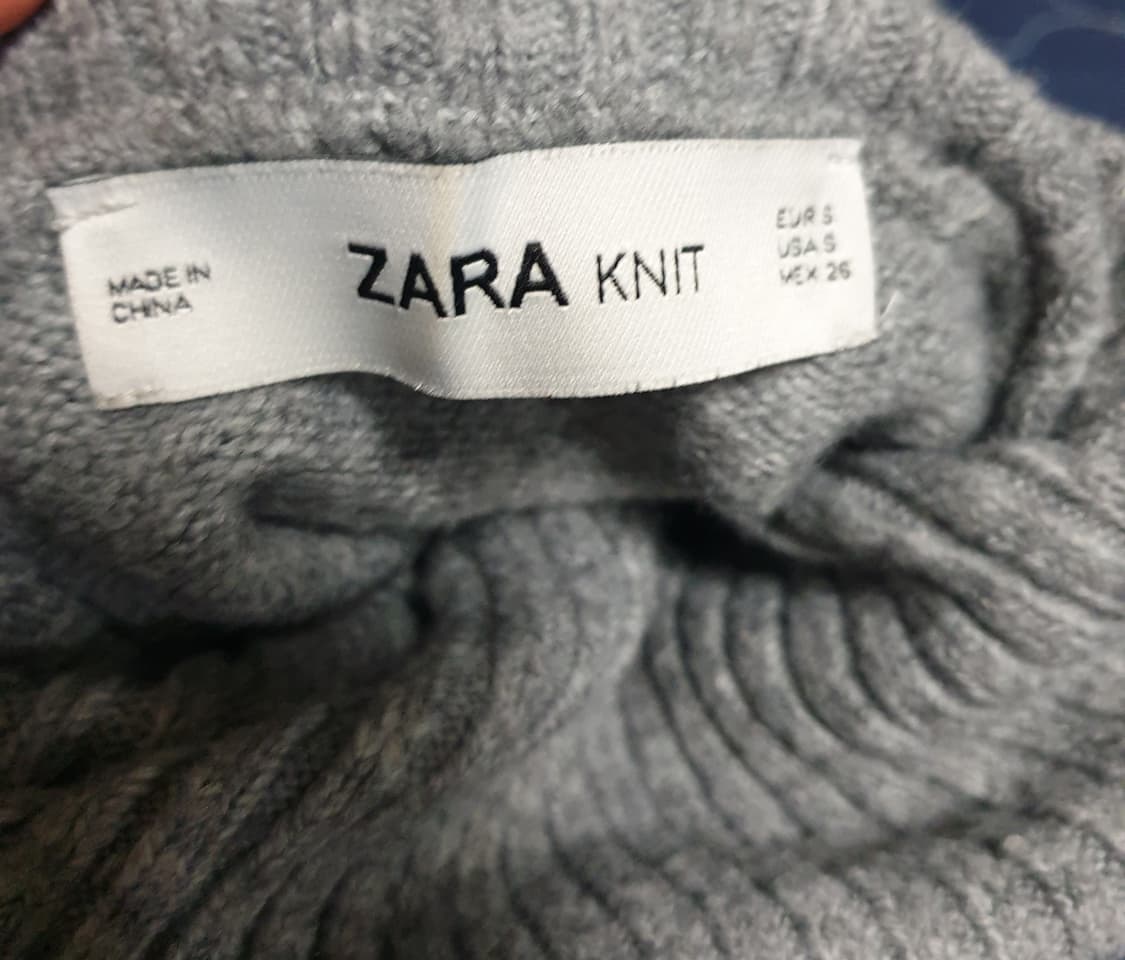 MADE IN
CHINA
ZARA KNIT
EUR S
USA S
MEX 26